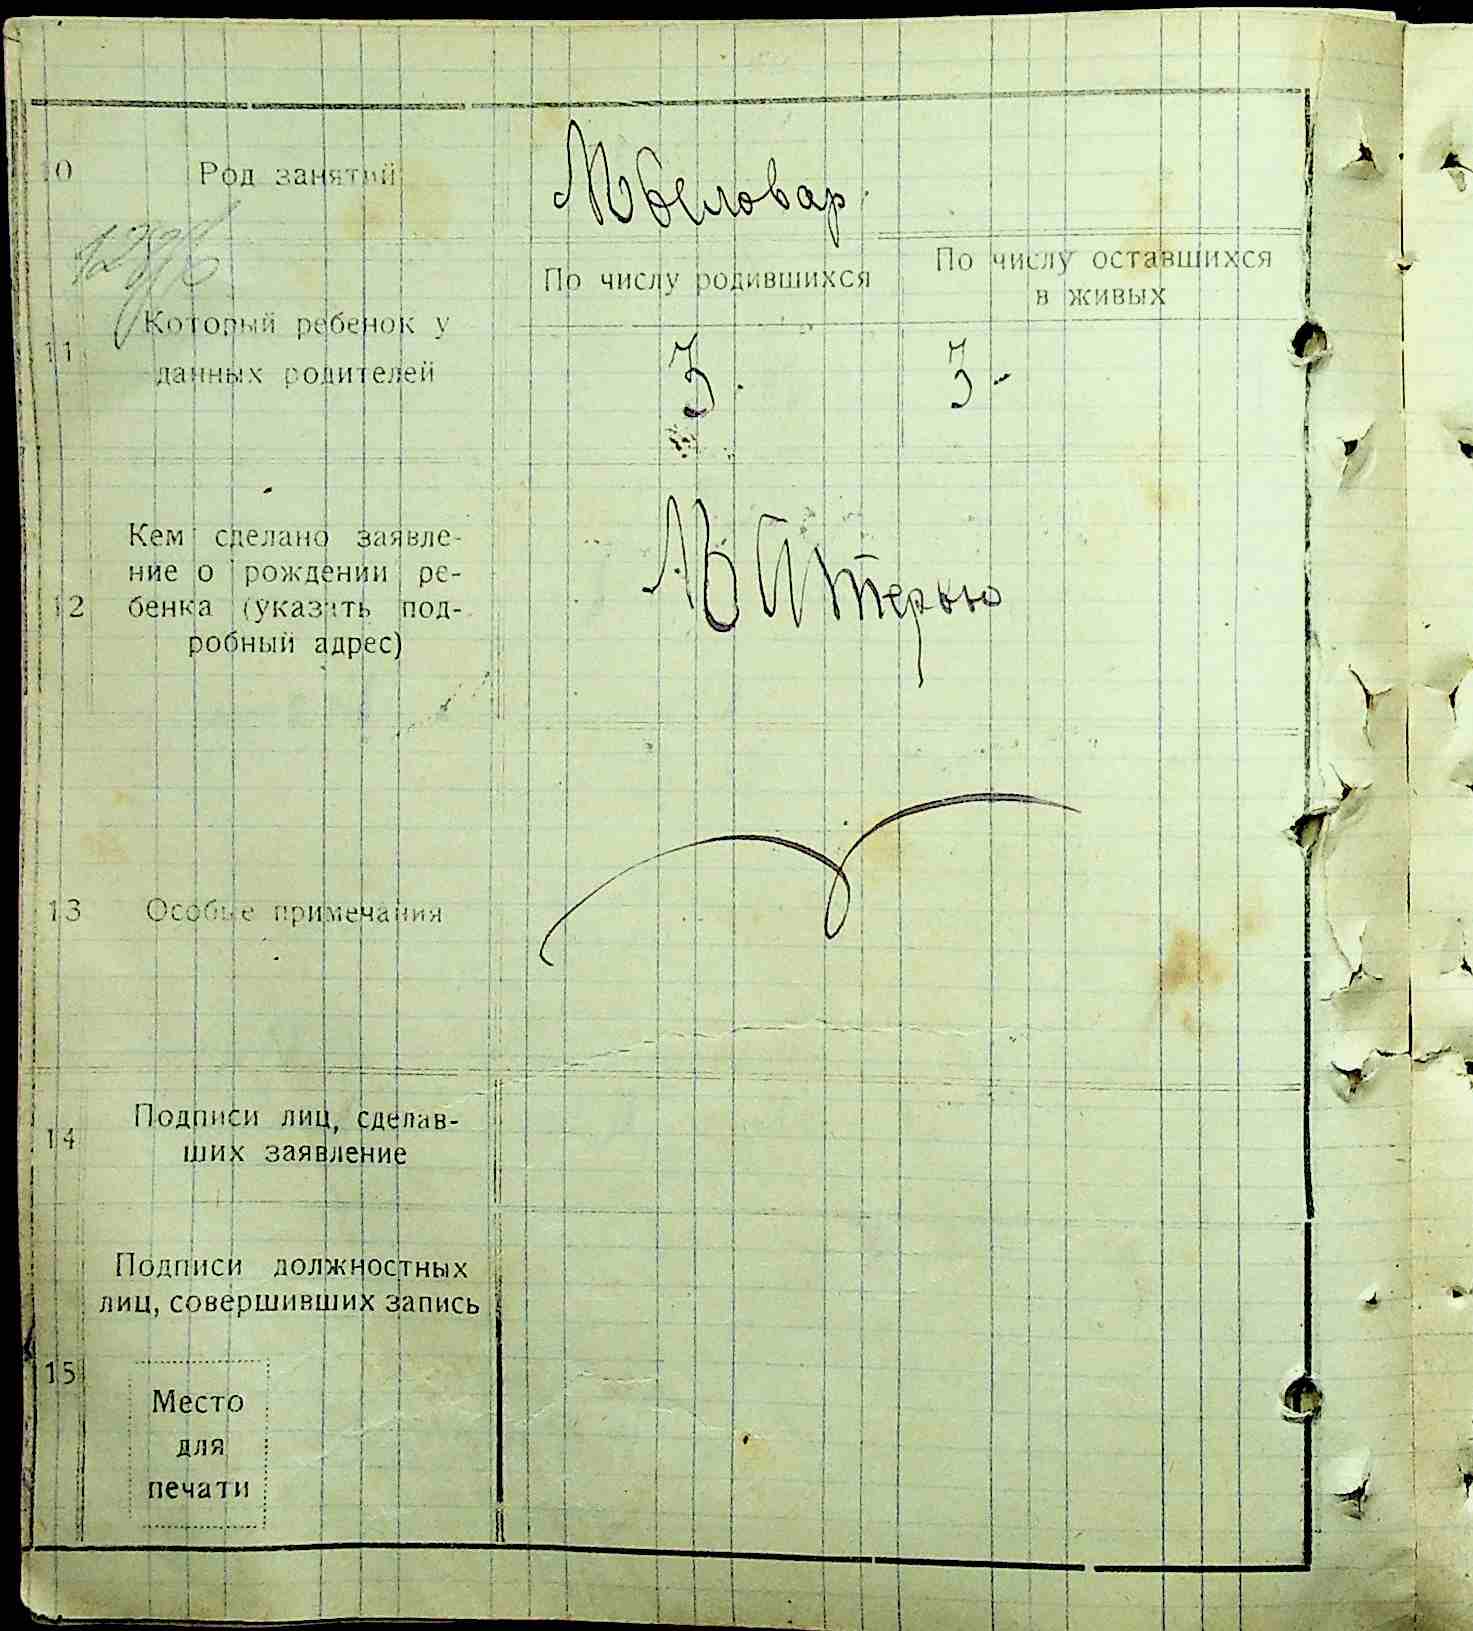 10 Род занятий
Мыловар.
По числу родившихся
По числу оставшихся
в живых
11 Который ребенок у
данных родителей
3.
3-
12 Кем сделано заявле-
ние о рождении ре-
бенка (указать под-
робный адрес)
Матерью
13 Особые примечания
14 Подписи лиц, сделав-
ших заявление
15 Подписи должностных
лиц, совершивших запись
Место
для
печати